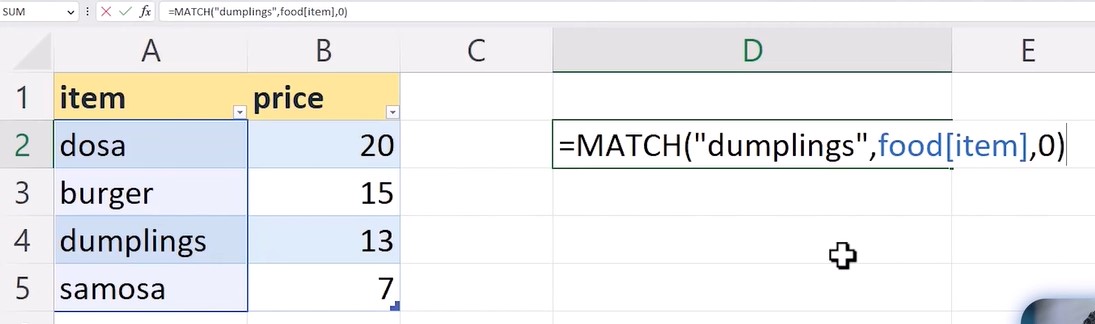 SUM fx =MATCH("dumplings",food[item],0)
A B C D E
1 item price
2 dosa 20 =MATCH("dumplings",food[item],0)
3 burger 15
4 dumplings 13
5 samosa 7